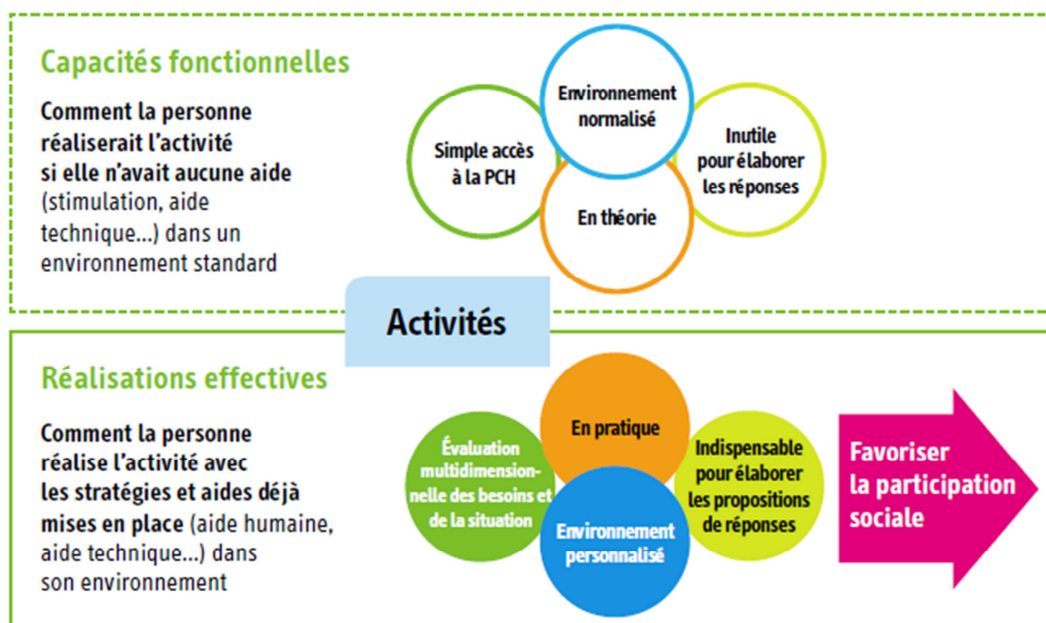 Capacités fonctionnelles
Comment la personne
réaliserait l’activité
si elle n’avait aucune aide
(stimulation, aide
technique...) dans un
environnement standard
Simple accès
à la PCH
Environnement
normalisé
En théorie
Inutile
pour élaborer
les réponses
Activités
Réalisations effectives
Comment la personne
réalise l’activité avec
les stratégies et aides déjà
mises en place (aide humaine,
aide technique...) dans
son environnement
Évaluation
multidimension-
nelle des besoins et
de la situation
En pratique
Environnement
personnalisé
Indispensable
pour élaborer
les propositions
de réponses
Favoriser
la participation
sociale